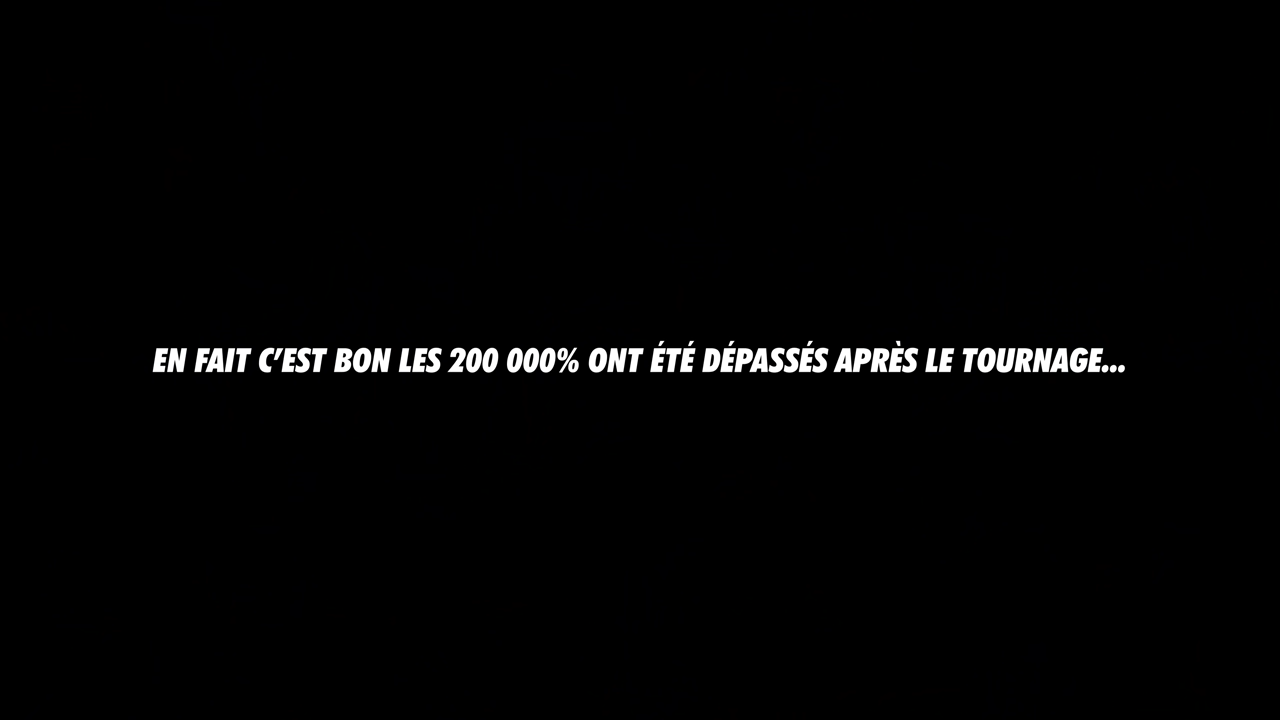 EN FAIT C’EST BON LES 200 000% ONT ÉTÉ DÉPASSÉS APRÈS LE TOURNAGE...